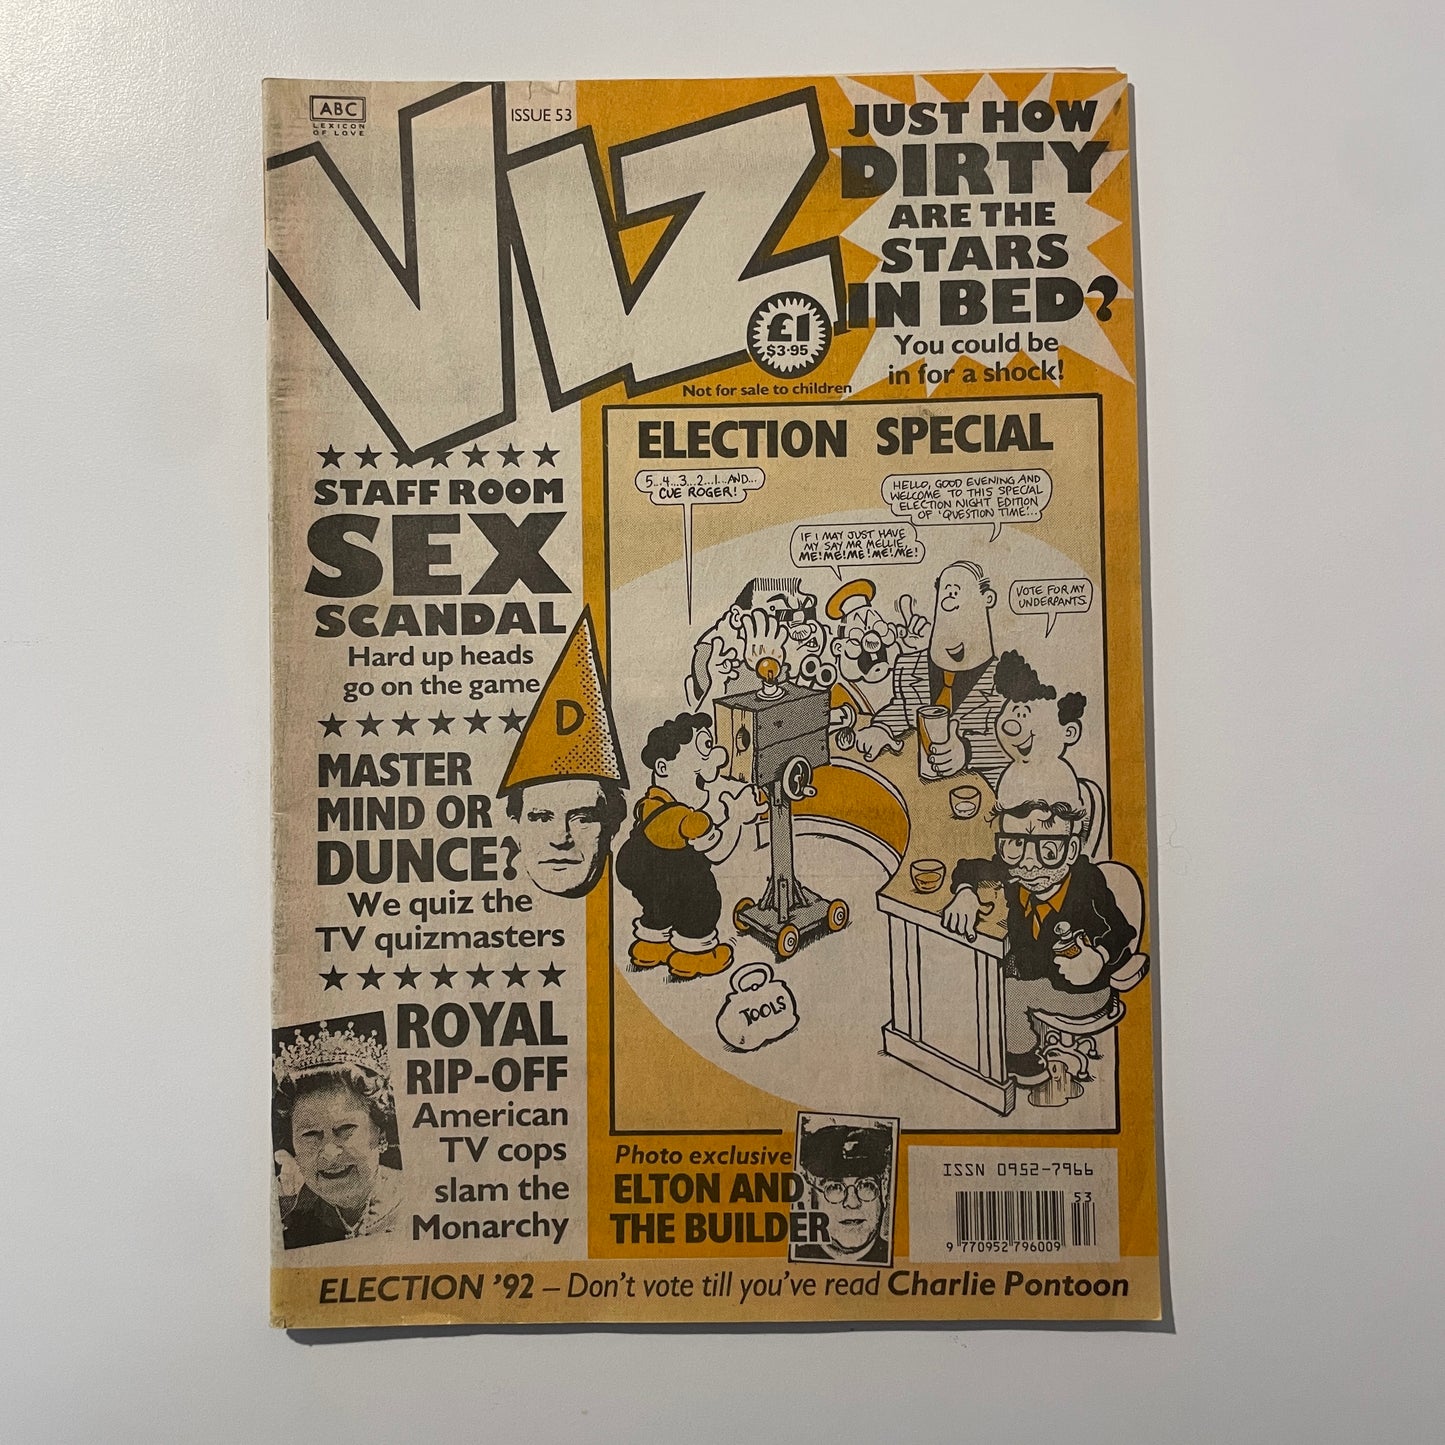 ABC
LEXICON
OF LOVE
ISSUE 53
VIZ
£1
$3·95
Not for sale to children
JUST HOW
DIRTY
ARE THE
STARS
IN BED?
You could be
in for a shock!
STAFF ROOM
SEX
SCANDAL
Hard up heads
go on the game
D
MASTER
MIND OR
DUNCE?
We quiz the
TV quizmasters
ROYAL
RIP-OFF
American
TV cops
slam the
Monarchy
ELECTION SPECIAL
5...4...3...2...1...AND...
CUE ROGER!
IF I MAY JUST HAVE
MY SAY MR MELLIE,
ME!ME!ME!ME!ME!
HELLO, GOOD EVENING AND
WELCOME TO THIS SPECIAL
ELECTION NIGHT EDITION
OF 'QUESTION TIME'...
VOTE FOR MY
UNDERPANTS.
TOOLS
Photo exclusive
ELTON AND
THE BUILDER
ISSN 0952-7966
53
9 770952 796009
ELECTION '92 – Don't vote till you've read Charlie Pontoon